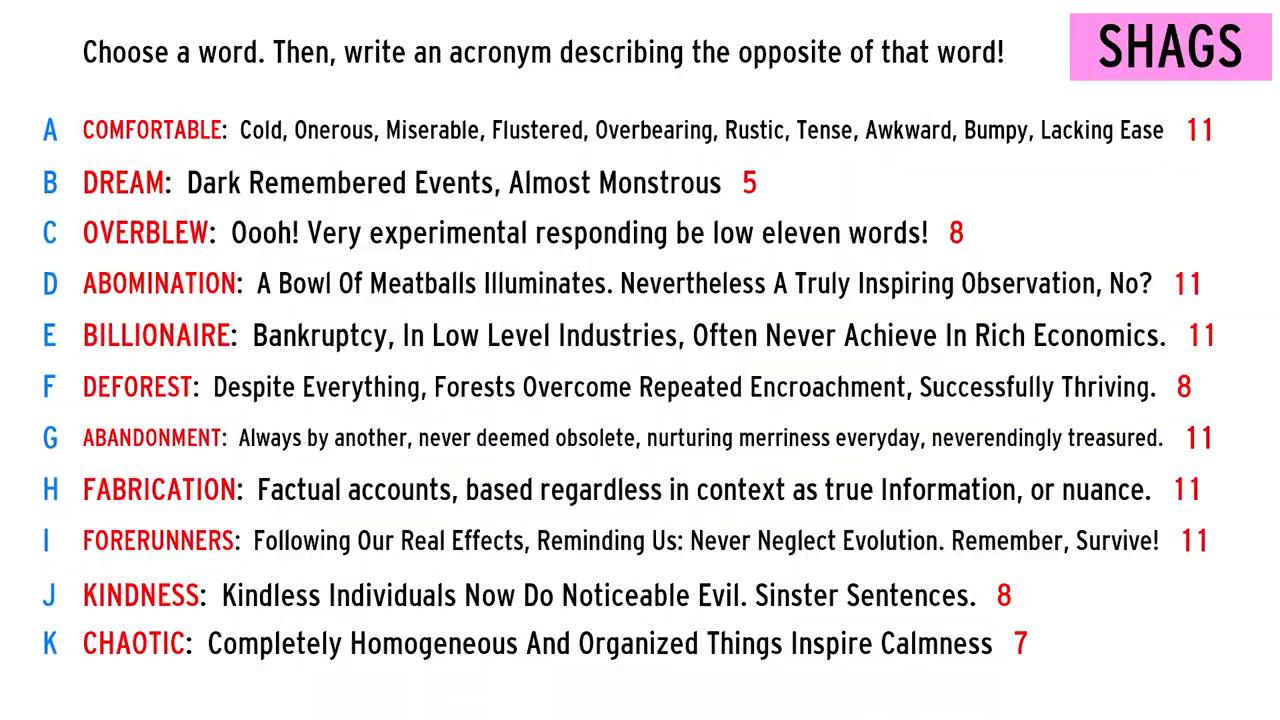 Choose a word. Then, write an acronym describing the opposite of that word!
SHAGS
A COMFORTABLE: Cold, Onerous, Miserable, Flustered, Overbearing, Rustic, Tense, Awkward, Bumpy, Lacking Ease 11
B DREAM: Dark Remembered Events, Almost Monstrous 5
C OVERBLEW: Oooh! Very experimental responding be low eleven words! 8
D ABOMINATION: A Bowl Of Meatballs Illuminates. Nevertheless A Truly Inspiring Observation, No? 11
E BILLIONAIRE: Bankruptcy, In Low Level Industries, Often Never Achieve In Rich Economics. 11
F DEFOREST: Despite Everything, Forests Overcome Repeated Encroachment, Successfully Thriving. 8
G ABANDONMENT: Always by another, never deemed obsolete, nurturing merriness everyday, neverendingly treasured. 11
H FABRICATION: Factual accounts, based regardless in context as true Information, or nuance. 11
I FORERUNNERS: Following Our Real Effects, Reminding Us: Never Neglect Evolution. Remember, Survive! 11
J KINDNESS: Kindless Individuals Now Do Noticeable Evil. Sinster Sentences. 8
K CHAOTIC: Completely Homogeneous And Organized Things Inspire Calmness 7